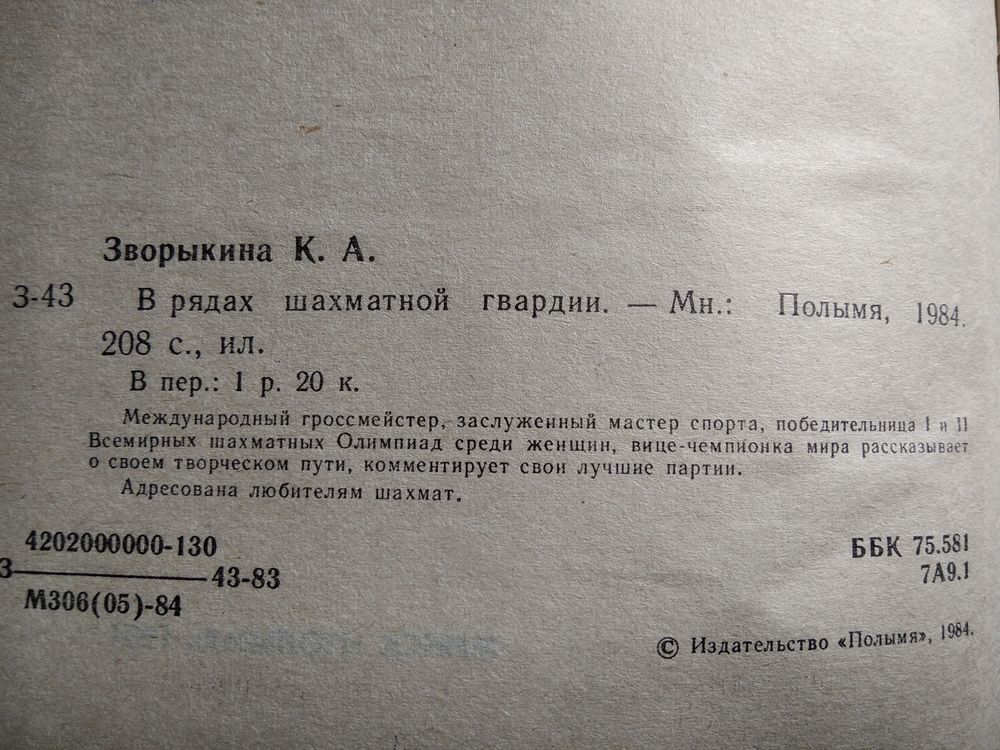 Зворыкина К. А.
З-43 В рядах шахматной гвардии. — Мн.: Полымя, 1984.
208 с., ил.
В пер.: 1 р. 20 к.
Международный гроссмейстер, заслуженный мастер спорта, победительница I и II
Всемирных шахматных Олимпиад среди женщин, вице-чемпионка мира рассказывает
о своем творческом пути, комментирует свои лучшие партии.
Адресована любителям шахмат.
4202000000-130
З 43-83
М306(05)-84
ББК 75.581
7А9.1
© Издательство «Полымя», 1984.